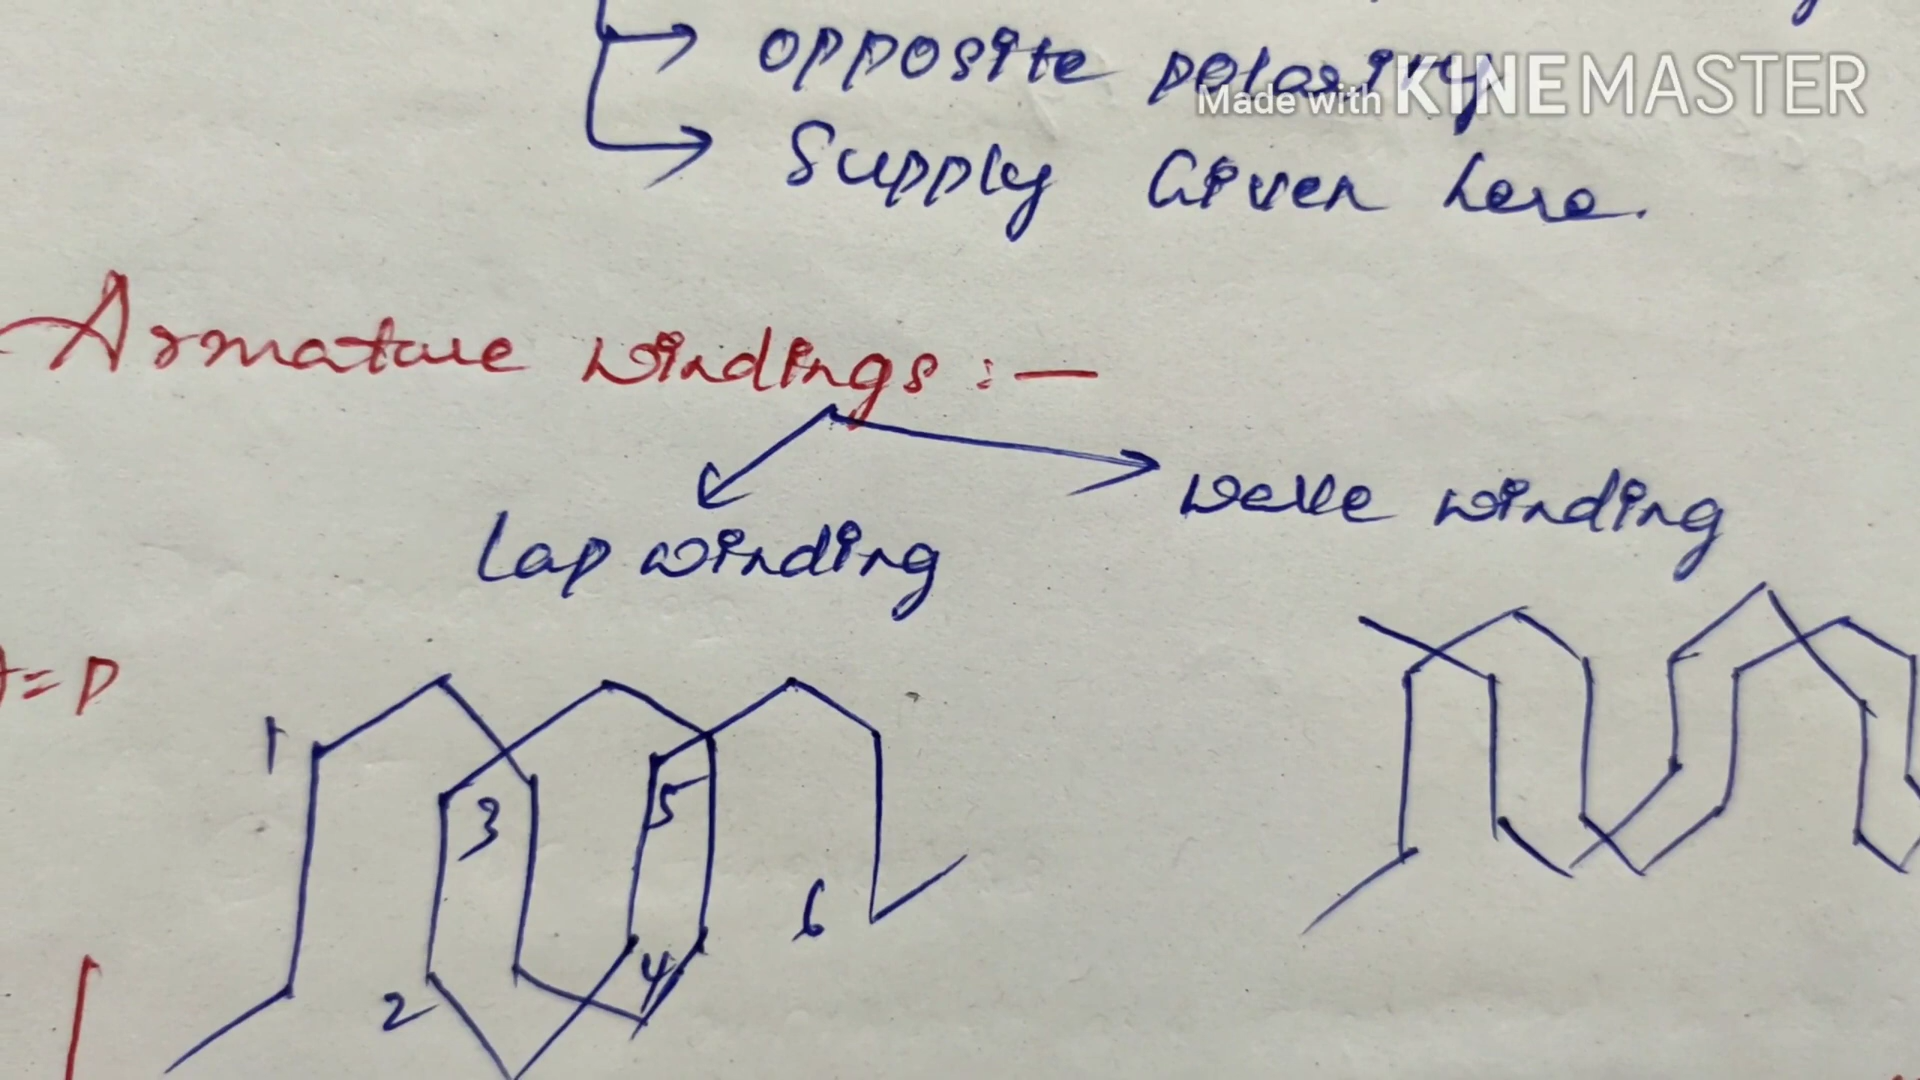 opposite polarity
Made with KINEMASTER
Supply Given here.
Armature windings :-
Lap winding
wave winding
= P
1
3
5
6
4
2